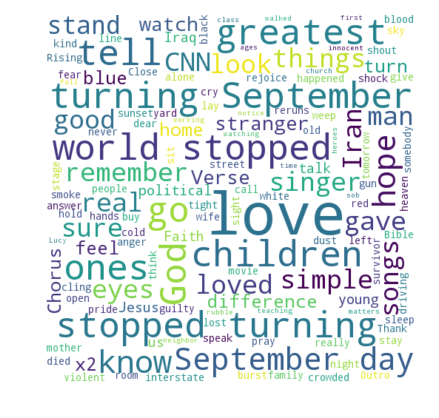 class walked first blood
stand watch black greatest
kind line Iraq Cry ages innocent shout sky
Rising tell CNN look things
fear Close alone church give
full blue rejoice shock turn
turning September
lay working
good sunset yard reruns weep man
dear home stranger notice old
never watching
world stopped Iran hope
sit street heroes somebody
stage remember Verse talk time tomorrow
smoke people political call singer gun heaven
answer real go tight sight white sob red
hold hands buy wife
sure God love gave songs
cold Faith dust left
Chorus feel anger children
ones think movie simple survivor Bible
Lucy eyes loved driving
cling open difference young
pride Jesus guilty
stopped turning
lost us speak rubble teaching matters Thank
mother x2 pray really night stay sleep
know September day
died neighbor
violent room interstate burst family crowded Outro